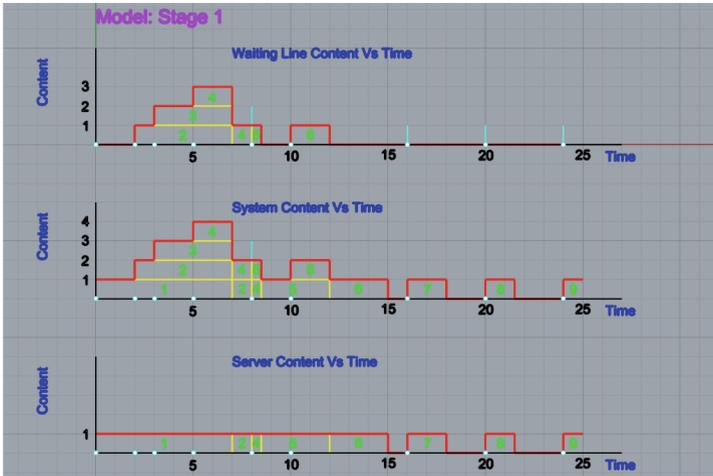 Model: Stage 1
Waiting Line Content Vs Time
Content
3
2
1
4
3
2 4 5 6
5 10 15 20 25 Time
System Content Vs Time
Content
4
3
2
1
4
3
2 4 5 6
1 2 4 5 6 7 8 9
5 10 15 20 25 Time
Server Content Vs Time
Content
1
1 2 4 5 6 7 8 9
5 10 15 20 25 Time